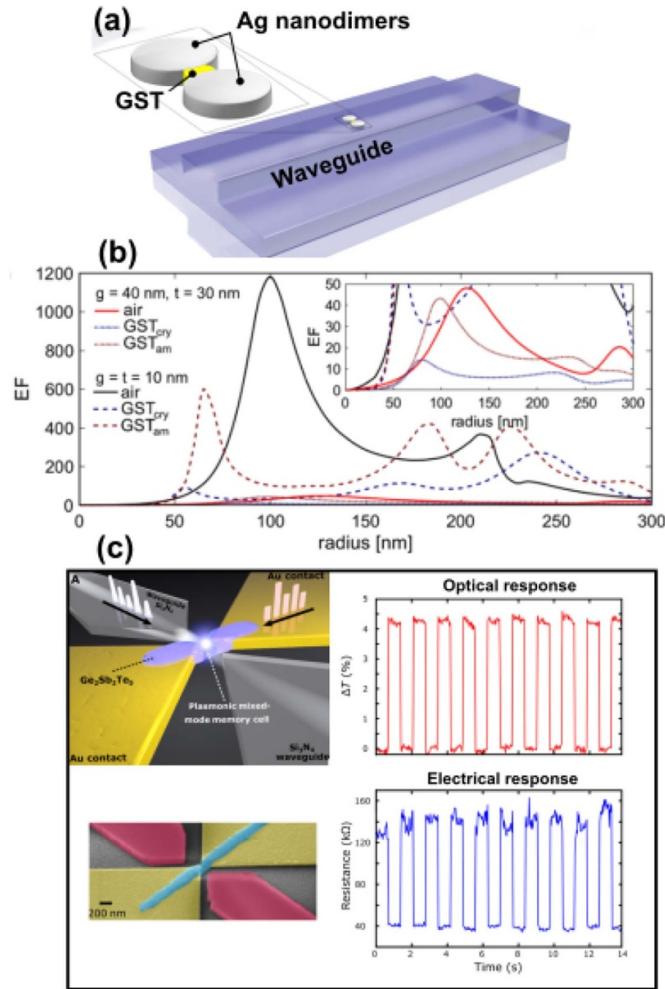 (a)
Ag nanodimers
GST
Waveguide
(b)
1200
1000
800
600
400
200
0
EF
g = 40 nm, t = 30 nm
air
GSTcry
GSTam
g = t = 10 nm
air
GSTcry
GSTam
50
40
30
20
10
0
EF
0 50 100 150 200 250 300
radius [nm]
0 50 100 150 200 250 300
radius [nm]
(c)
A
Waveguide
Si3N4
Au contact
Ge2Sb2Te5
Plasmonic mixed-
mode memory cell
Si3N4
waveguide
Au contact
200 nm
Optical response
5
4
3
2
1
0
ΔT (%)
Electrical response
160
120
80
40
Resistance (kΩ)
0 2 4 6 8 10 12 14
Time (s)